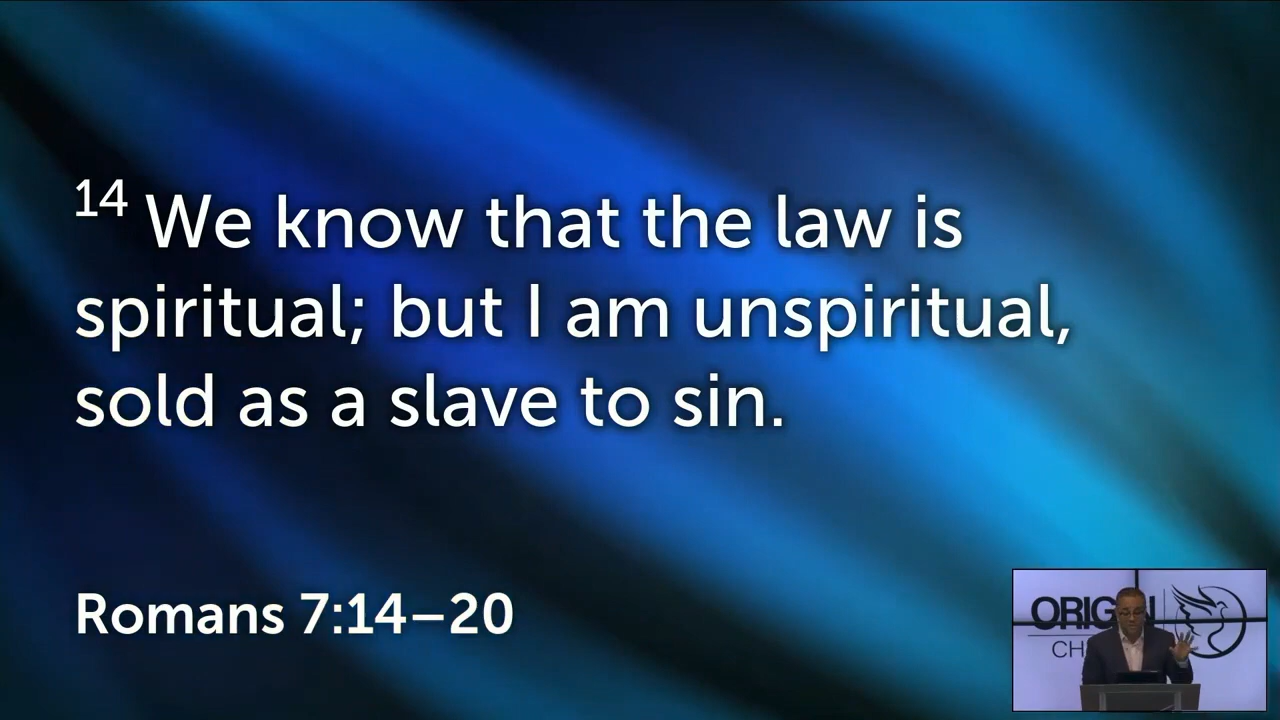 14 We know that the law is
spiritual; but I am unspiritual,
sold as a slave to sin.
Romans 7:14–20